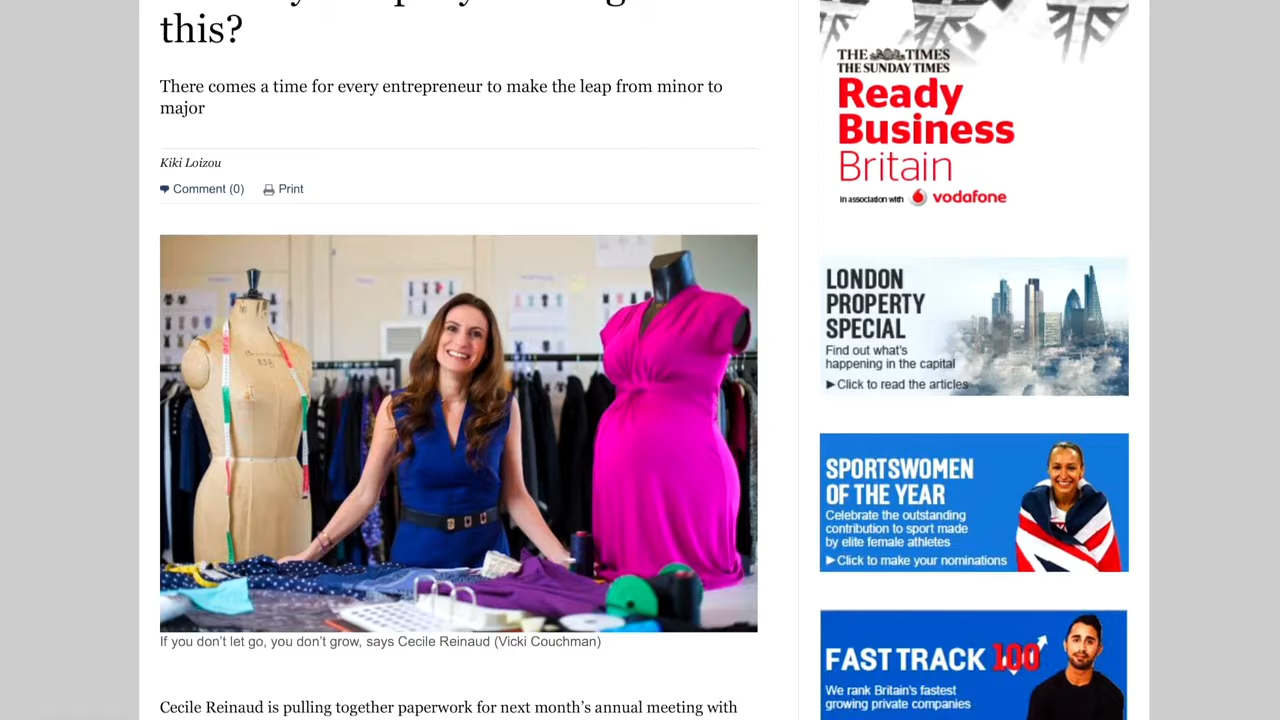 this?
There comes a time for every entrepreneur to make the leap from minor to
major
Kiki Loizou
Comment (0) Print
If you don't let go, you don't grow, says Cecile Reinaud (Vicki Couchman)
Cecile Reinaud is pulling together paperwork for next month's annual meeting with
THE TIMES
THE SUNDAY TIMES
Ready
Business
Britain
In association with vodafone
LONDON
PROPERTY
SPECIAL
Find out what's
happening in the capital
►Click to read the articles
SPORTSWOMEN
OF THE YEAR
Celebrate the outstanding
contribution to sport made
by elite female athletes
►Click to make your nominations
FAST TRACK 100
We rank Britain's fastest
growing private companies